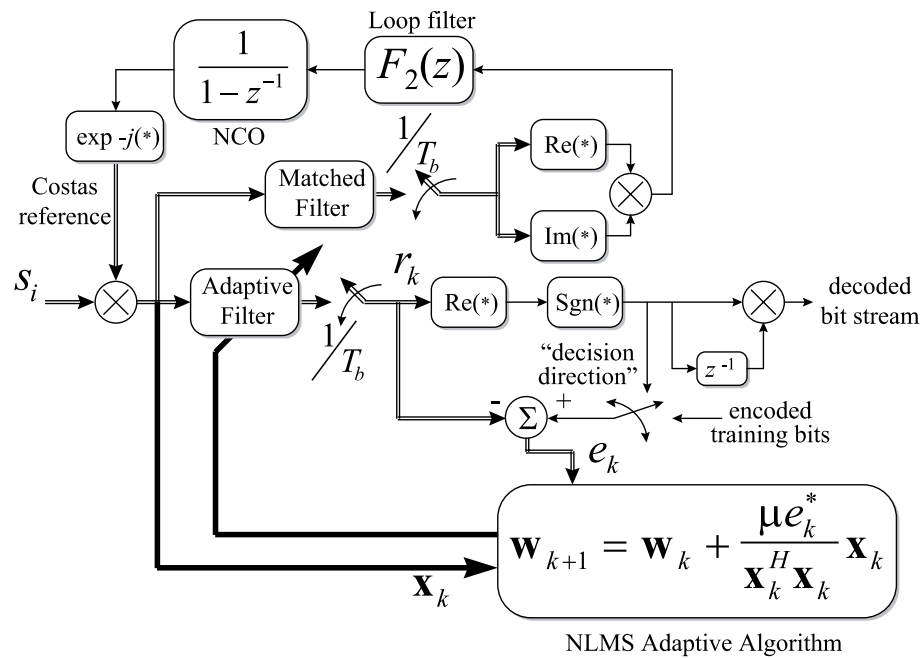 Loop filter
F₂(z)
1
1 − z⁻¹
NCO
exp -j(*)
Costas
reference
1/T_b
Matched
Filter
Re(*)
Im(*)
s_i
Adaptive
Filter
1/T_b
r_k
Re(*)
Sgn(*)
decoded
bit stream
z⁻¹
“decision
direction”
-
Σ
+
encoded
training bits
e_k
w_{k+1} = w_k + μe_k^* / x_k^H x_k x_k
x_k
NLMS Adaptive Algorithm